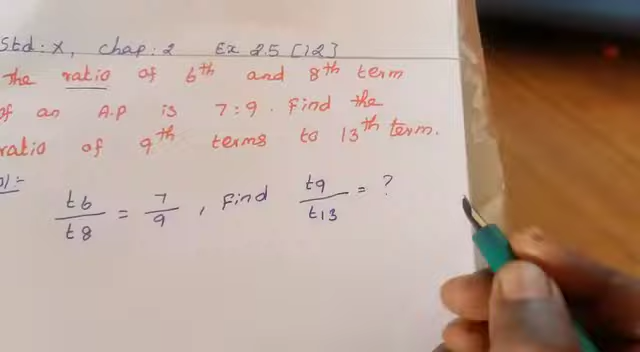 Std: X, Chap: 2 Ex 2.5 [12]
The ratio of 6th and 8th term
of an A.P is 7:9. Find the
ratio of 9th terms to 13th term.
Sol:-
t6/t8 = 7/9, Find t9/t13 = ?